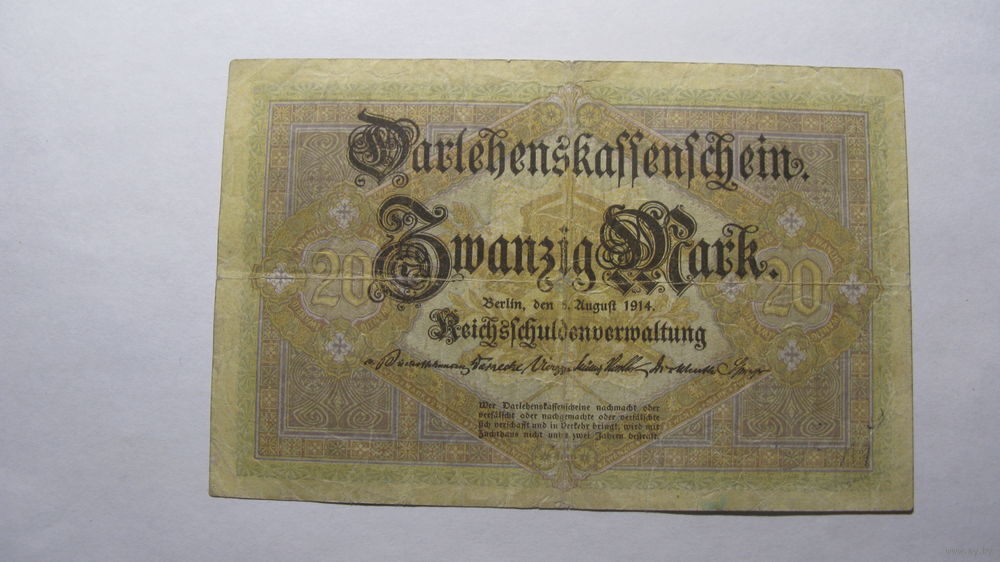 Darlehenskassenschein.
Zwanzig Mark.
20 20
Berlin, den 5. August 1914.
Reichsschuldenverwaltung
Wer Darlehenskassenscheine nachmacht oder
verfälscht oder nachgemachte oder verfälschte
sich verschafft und in Verkehr bringt, wird mit
Zuchthaus nicht unter zwei Jahren bestraft.